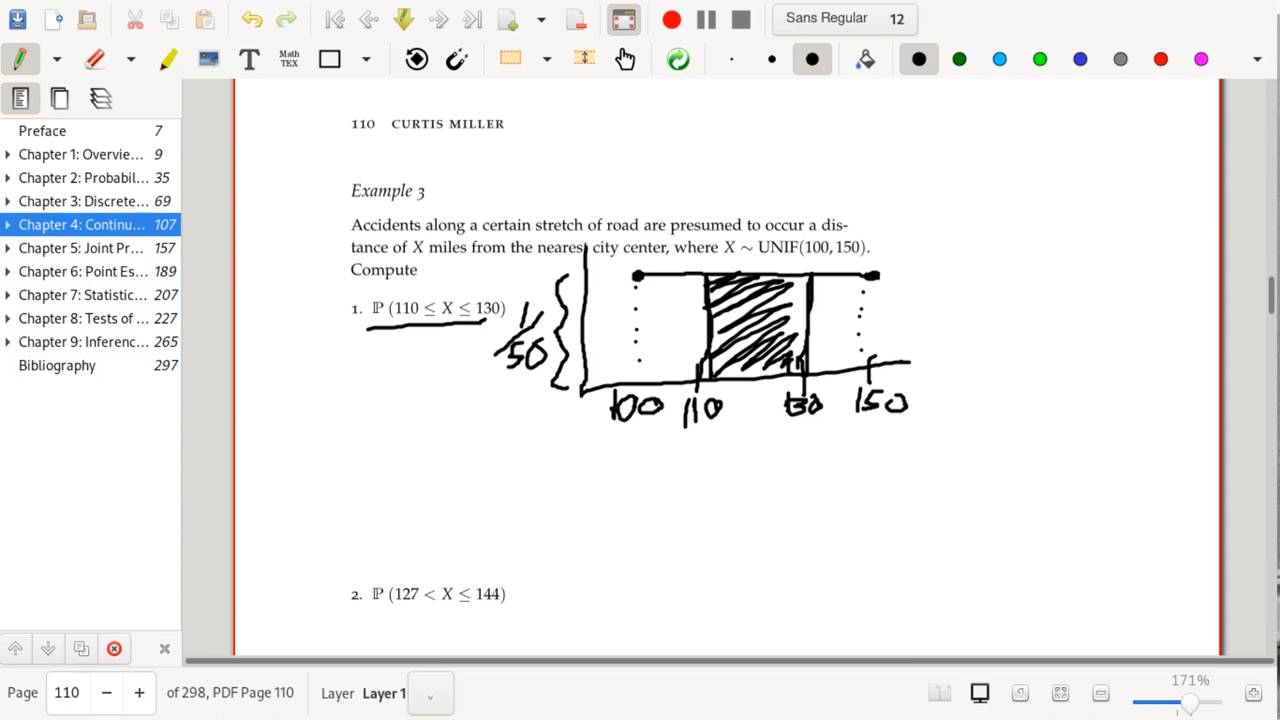 Sans Regular 12
Math
TEX
Preface 7
Chapter 1: Overvie... 9
Chapter 2: Probabil... 35
Chapter 3: Discrete... 69
Chapter 4: Continu... 107
Chapter 5: Joint Pr... 157
Chapter 6: Point Es... 189
Chapter 7: Statistic... 207
Chapter 8: Tests of ... 227
Chapter 9: Inferenc... 265
Bibliography 297
110 CURTIS MILLER
Example 3
Accidents along a certain stretch of road are presumed to occur a dis-
tance of X miles from the nearest city center, where X ∼ UNIF(100, 150).
Compute
1. ℙ (110 ≤ X ≤ 130)
1/50
100 110 130 150
2. ℙ (127 < X ≤ 144)
Page 110 of 298, PDF Page 110 Layer Layer 1
171%